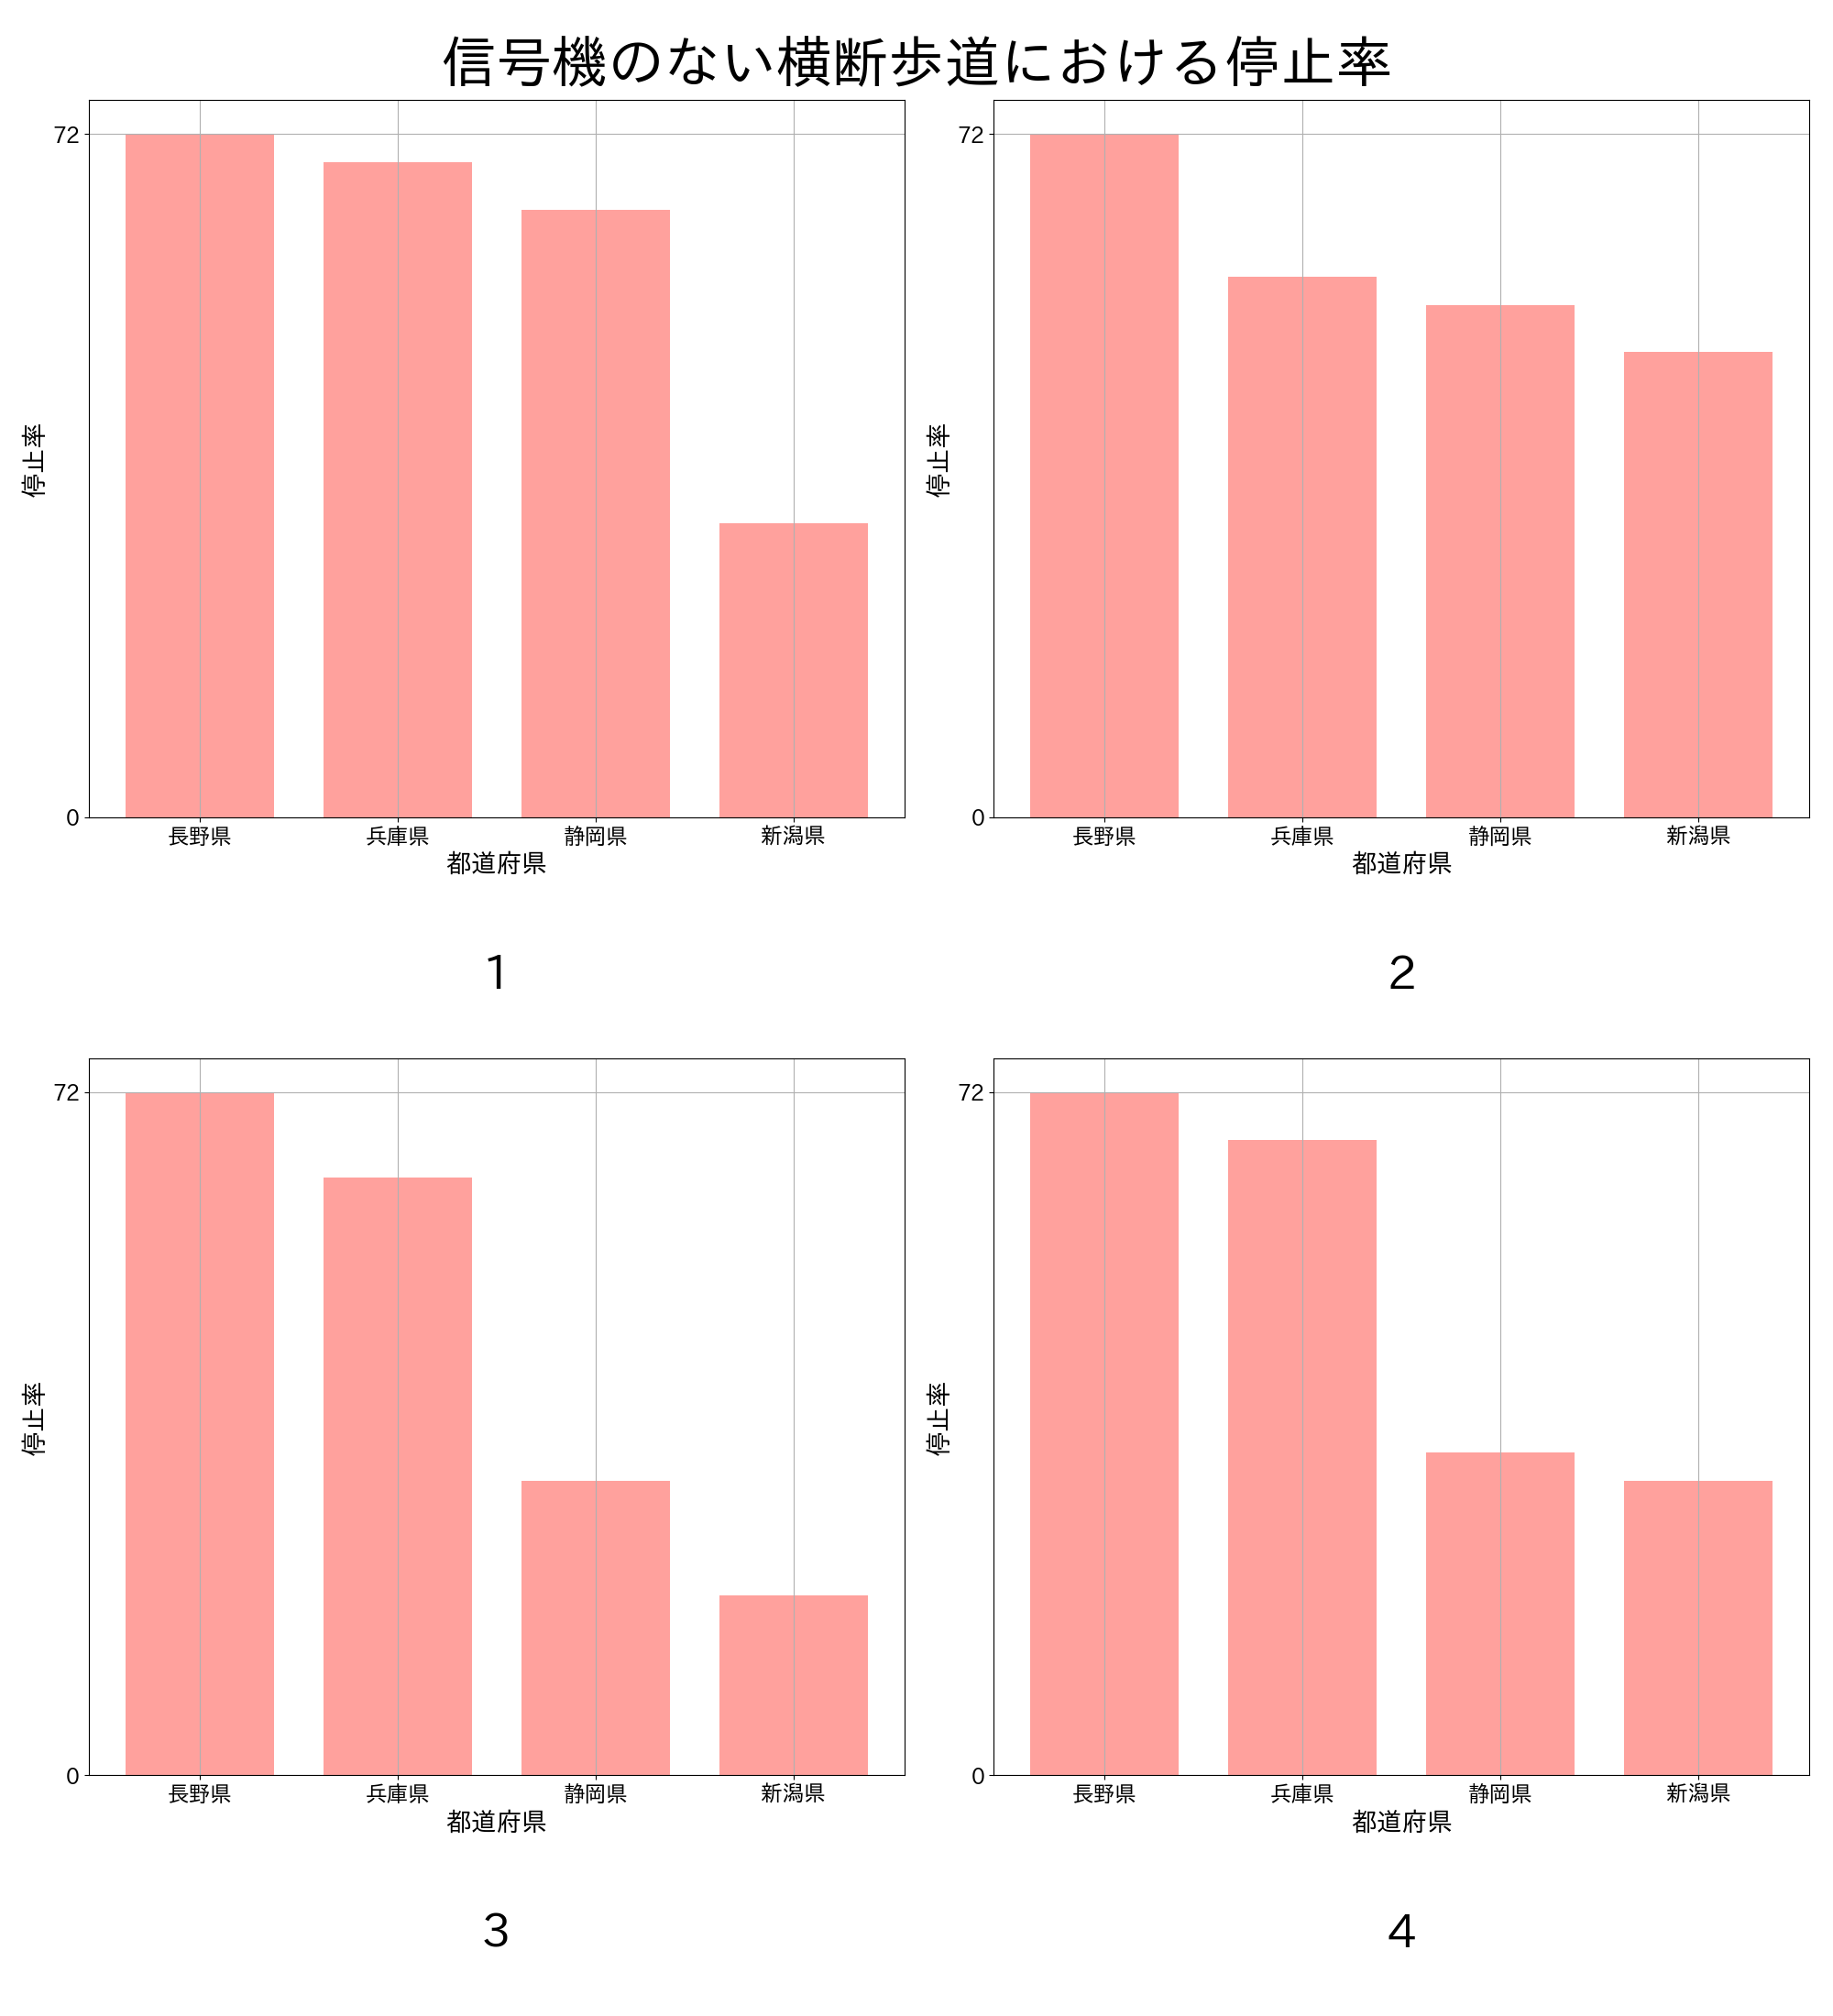 信号機のない横断歩道における停止率
72
停止率
0
長野県 兵庫県 静岡県 新潟県
都道府県
1
72
停止率
0
長野県 兵庫県 静岡県 新潟県
都道府県
2
72
停止率
0
長野県 兵庫県 静岡県 新潟県
都道府県
3
72
停止率
0
長野県 兵庫県 静岡県 新潟県
都道府県
4